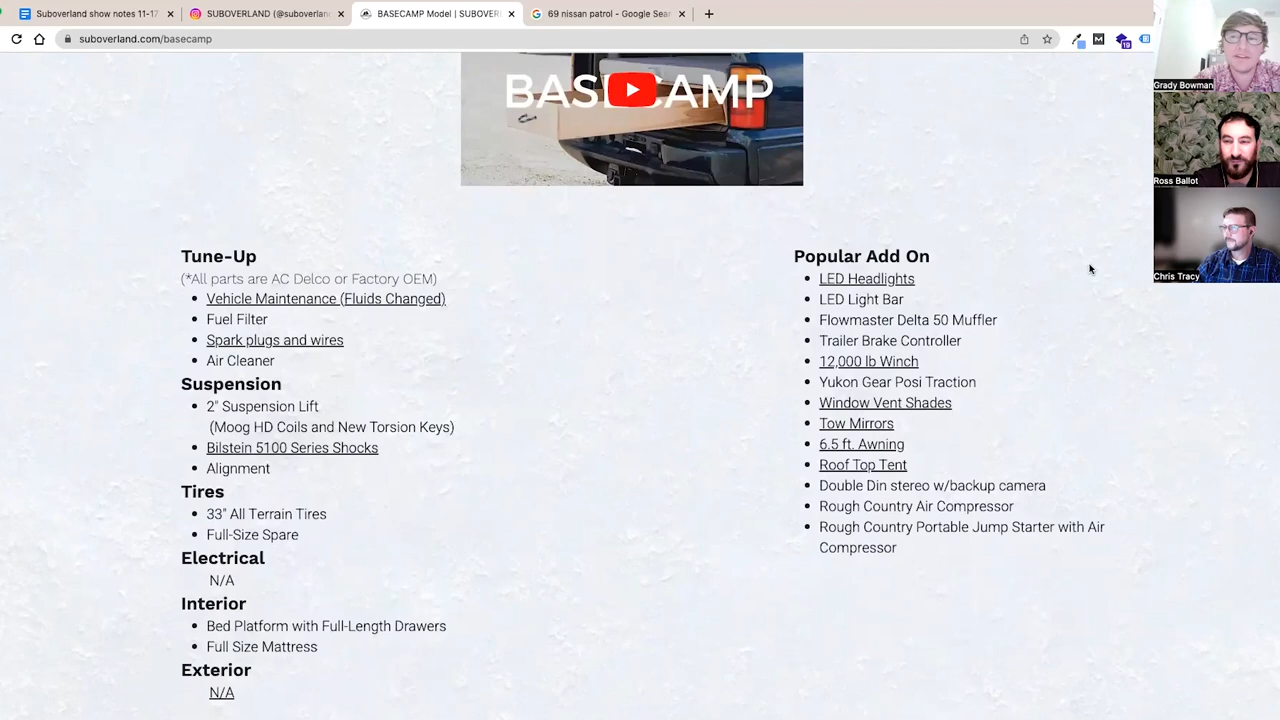 Suboverland show notes 11-17
SUBOVERLAND (@suboverlan
BASECAMP Model | SUBOVER
69 nissan patrol - Google Sear
suboverland.com/basecamp
19
Grady Bowman
Ross Ballot
Chris Tracy
BASECAMP
Tune-Up
(*All parts are AC Delco or Factory OEM)
Vehicle Maintenance (Fluids Changed)
Fuel Filter
Spark plugs and wires
Air Cleaner
Suspension
2" Suspension Lift
(Moog HD Coils and New Torsion Keys)
Bilstein 5100 Series Shocks
Alignment
Tires
33" All Terrain Tires
Full-Size Spare
Electrical
N/A
Interior
Bed Platform with Full-Length Drawers
Full Size Mattress
Exterior
N/A
Popular Add On
LED Headlights
LED Light Bar
Flowmaster Delta 50 Muffler
Trailer Brake Controller
12,000 lb Winch
Yukon Gear Posi Traction
Window Vent Shades
Tow Mirrors
6.5 ft. Awning
Roof Top Tent
Double Din stereo w/backup camera
Rough Country Air Compressor
Rough Country Portable Jump Starter with Air
Compressor